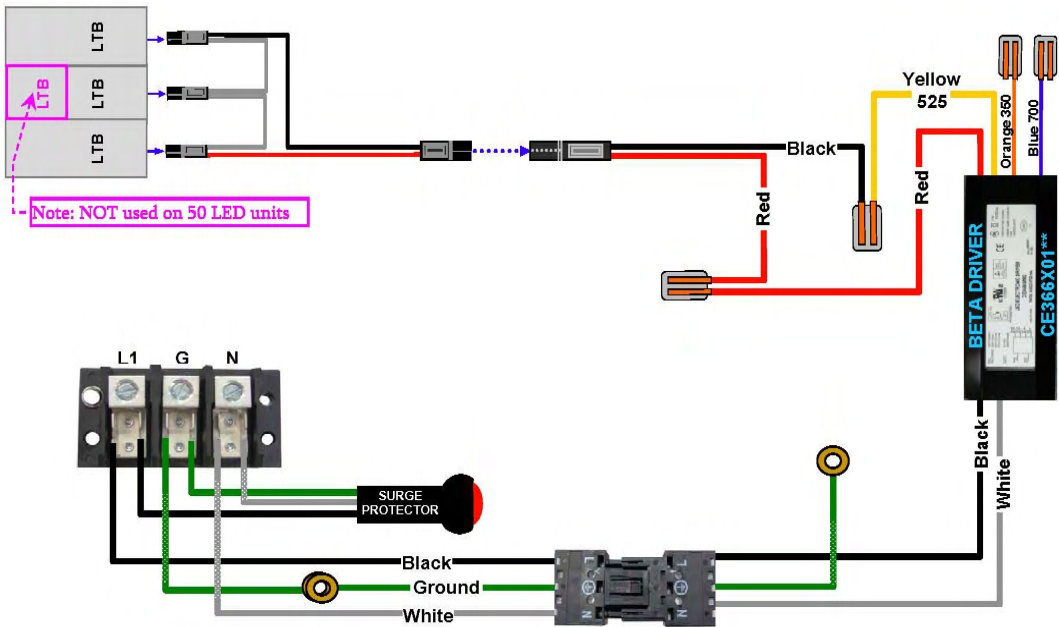 LTB
LTB
LTB
LTB
Note: NOT used on 50 LED units
Yellow
525
Orange 350
Blue 700
Black
Red
Red
BETA DRIVER
CE366X01**
L1
G
N
SURGE
PROTECTOR
Black
White
Black
Ground
White
L
N
L
N